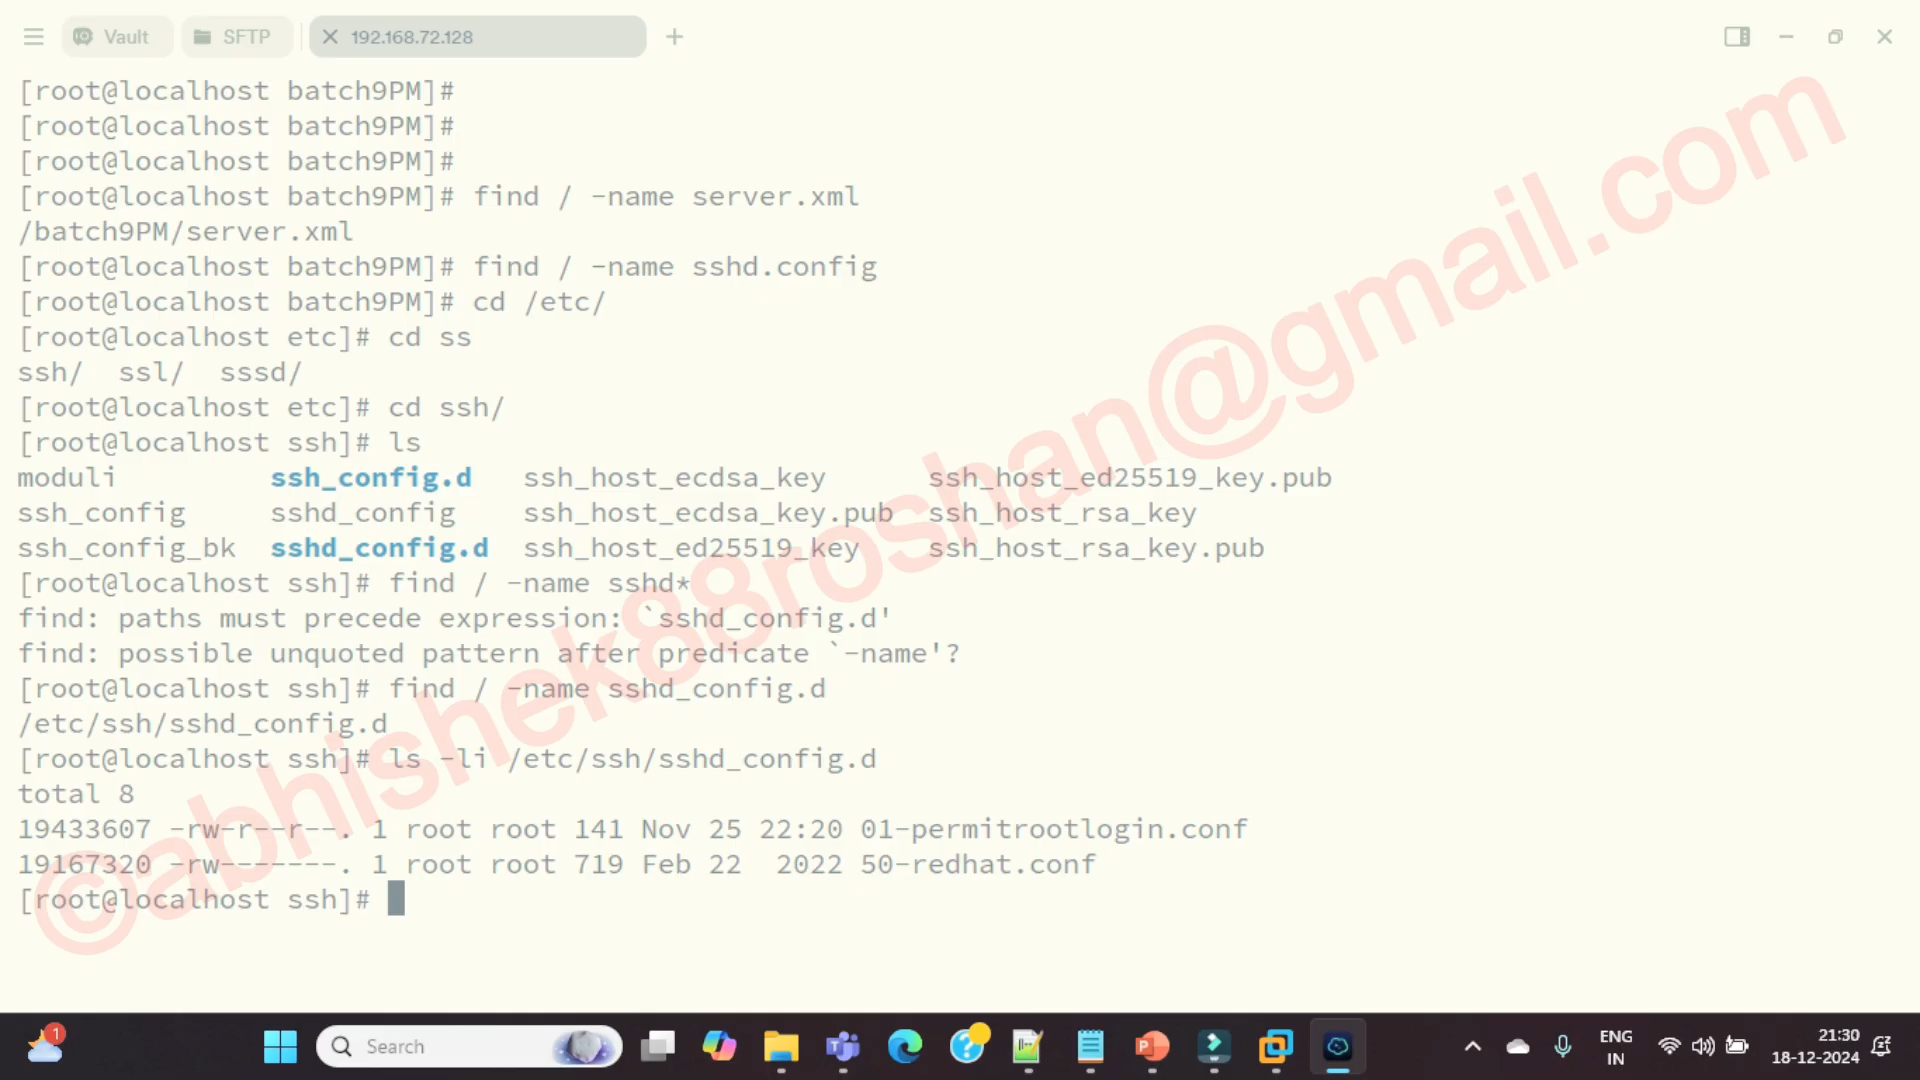 Vault SFTP 192.168.72.128
[root@localhost batch9PM]#
[root@localhost batch9PM]#
[root@localhost batch9PM]#
[root@localhost batch9PM]# find / -name server.xml
/batch9PM/server.xml
[root@localhost batch9PM]# find / -name sshd.config
[root@localhost batch9PM]# cd /etc/
[root@localhost etc]# cd ss
ssh/ ssl/ sssd/
[root@localhost etc]# cd ssh/
[root@localhost ssh]# ls
moduli ssh_config.d ssh_host_ecdsa_key ssh_host_ed25519_key.pub
ssh_config sshd_config ssh_host_ecdsa_key.pub ssh_host_rsa_key
ssh_config_bk sshd_config.d ssh_host_ed25519_key ssh_host_rsa_key.pub
[root@localhost ssh]# find / -name sshd*
find: paths must precede expression: `sshd_config.d'
find: possible unquoted pattern after predicate `-name'?
[root@localhost ssh]# find / -name sshd_config.d
/etc/ssh/sshd_config.d
[root@localhost ssh]# ls -li /etc/ssh/sshd_config.d
total 8
19433607 -rw-r--r--. 1 root root 141 Nov 25 22:20 01-permitrootlogin.conf
19167320 -rw-------. 1 root root 719 Feb 22 2022 50-redhat.conf
[root@localhost ssh]#
©abhishek88roshan@gmail.com
1 Search ENG 21:30
IN 18-12-2024